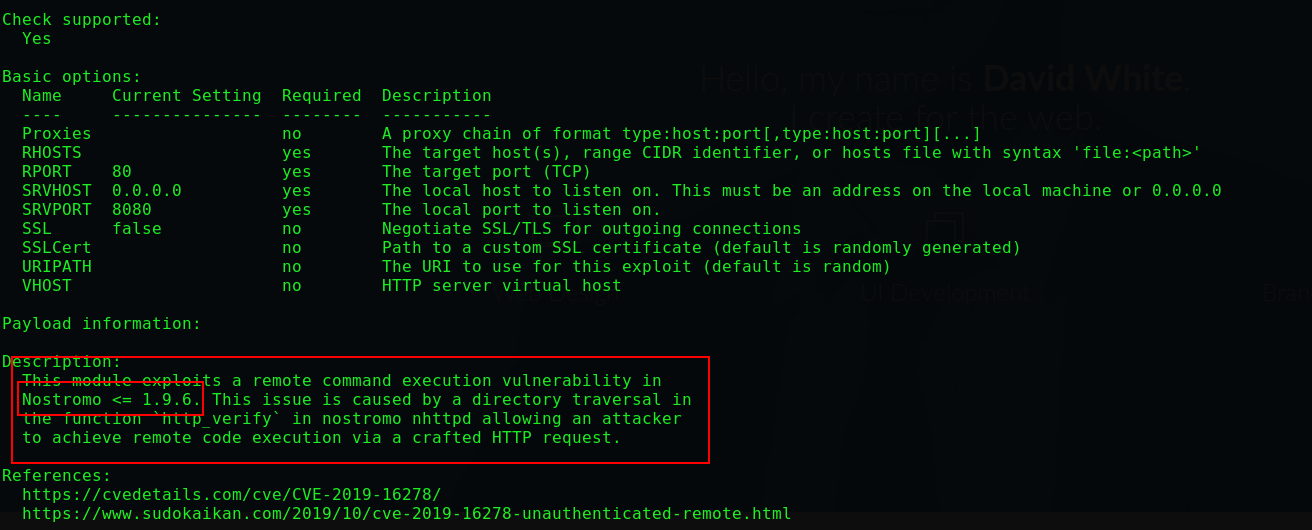 Check supported:
  Yes

Basic options:
  Name     Current Setting  Required  Description
  ----     ---------------  --------  -----------
  Proxies                   no        A proxy chain of format type:host:port[,type:host:port][...]
  RHOSTS                    yes       The target host(s), range CIDR identifier, or hosts file with syntax 'file:<path>'
  RPORT    80               yes       The target port (TCP)
  SRVHOST  0.0.0.0          yes       The local host to listen on. This must be an address on the local machine or 0.0.0.0
  SRVPORT  8080             yes       The local port to listen on.
  SSL      false            no        Negotiate SSL/TLS for outgoing connections
  SSLCert                   no        Path to a custom SSL certificate (default is randomly generated)
  URIPATH                   no        The URI to use for this exploit (default is random)
  VHOST                     no        HTTP server virtual host

Payload information:

Description:
  This module exploits a remote command execution vulnerability in
  Nostromo <= 1.9.6. This issue is caused by a directory traversal in
  the function `http_verify` in nostromo nhttpd allowing an attacker
  to achieve remote code execution via a crafted HTTP request.

References:
  https://cvedetails.com/cve/CVE-2019-16278/
  https://www.sudokaikan.com/2019/10/cve-2019-16278-unauthenticated-remote.html
Hello, my name is David White.
I create for the web.
UI Development